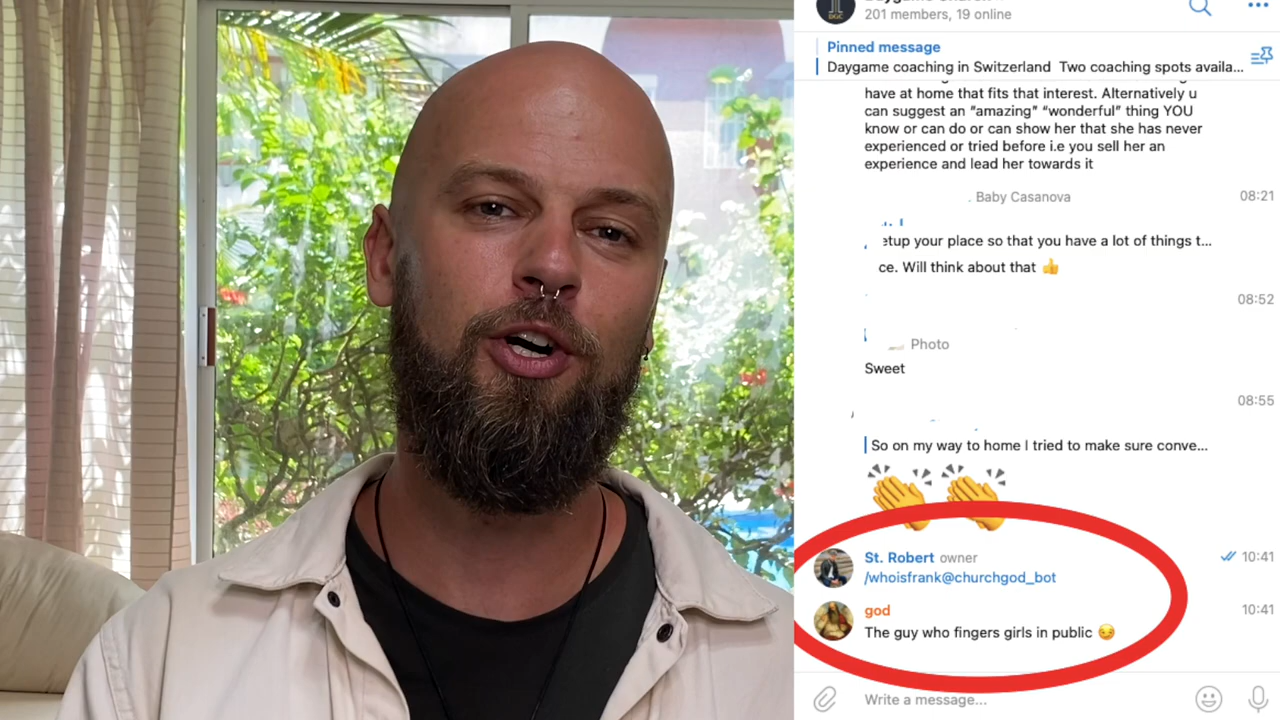 DGC
201 members, 19 online
Pinned message
Daygame coaching in Switzerland Two coaching spots availa...
have at home that fits that interest. Alternatively u
can suggest an “amazing” “wonderful” thing YOU
know or can do or can show her that she has never
experienced or tried before i.e you sell her an
experience and lead her towards it
Baby Casanova
08:21
etup your place so that you have a lot of things t...
ce. Will think about that 👍
08:52
Photo
Sweet
08:55
So on my way to home I tried to make sure conve...
👏 👏
St. Robert owner
10:41
/whoisfrank@churchgod_bot
god
10:41
The guy who fingers girls in public 😏
Write a message...